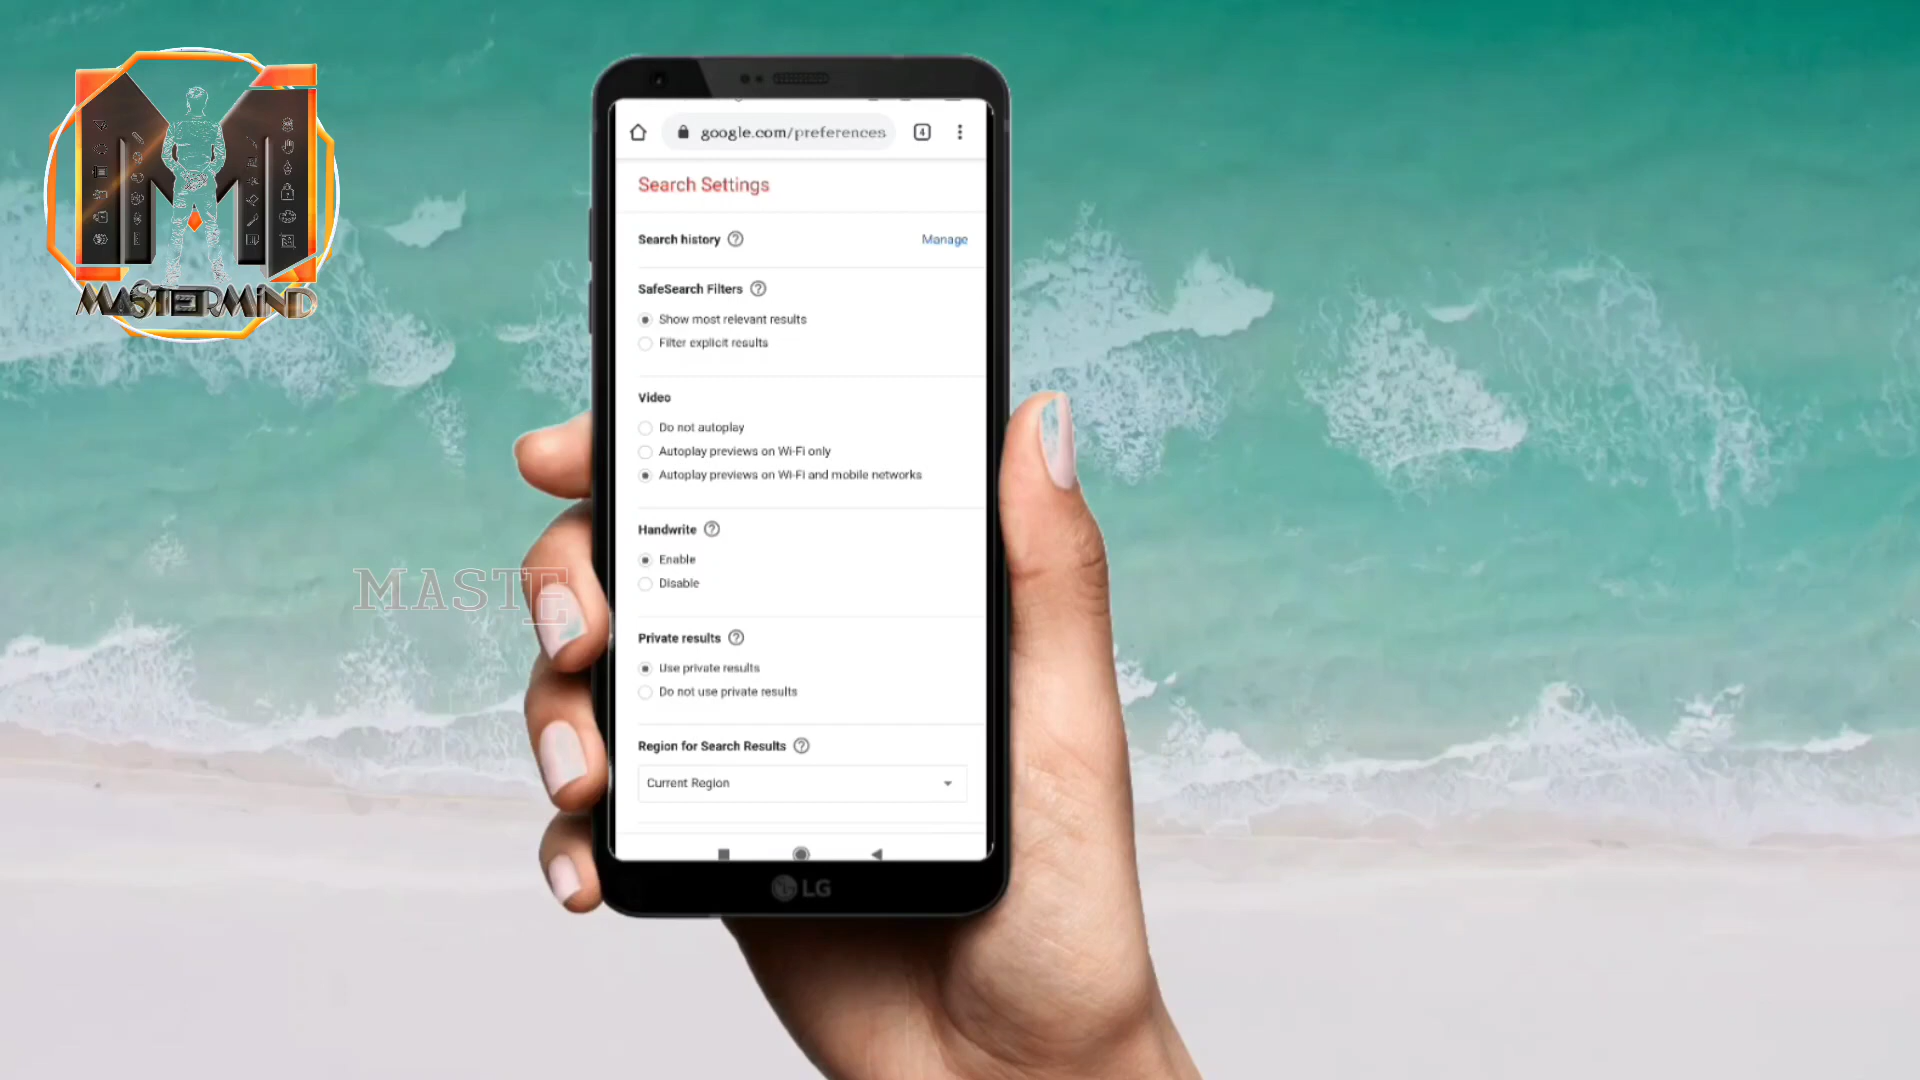 MASTERMIND
google.com/preferences
4
Search Settings
Search history
Manage
SafeSearch Filters
Show most relevant results
Filter explicit results
Video
Do not autoplay
Autoplay previews on Wi-Fi only
Autoplay previews on Wi-Fi and mobile networks
Handwrite
Enable
Disable
MASTE
Private results
Use private results
Do not use private results
Region for Search Results
Current Region
LG